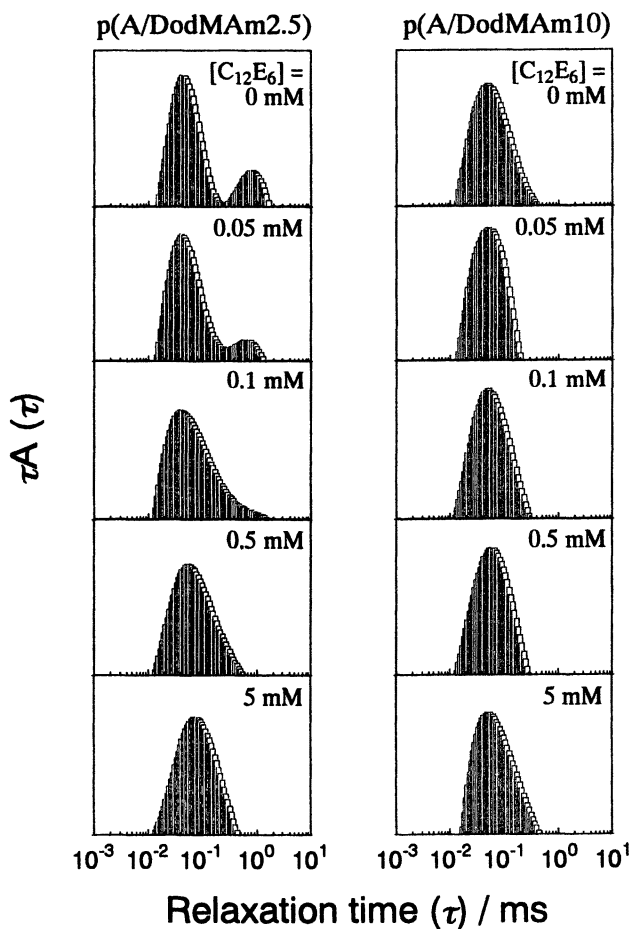 p(A/DodMAm2.5) p(A/DodMAm10)
[C₁₂E₆] =
0 mM
[C₁₂E₆] =
0 mM
0.05 mM 0.05 mM
0.1 mM 0.1 mM
0.5 mM 0.5 mM
5 mM 5 mM
τA (τ)
10⁻³ 10⁻² 10⁻¹ 10⁰ 10¹ 10⁻³ 10⁻² 10⁻¹ 10⁰ 10¹
Relaxation time (τ) / ms